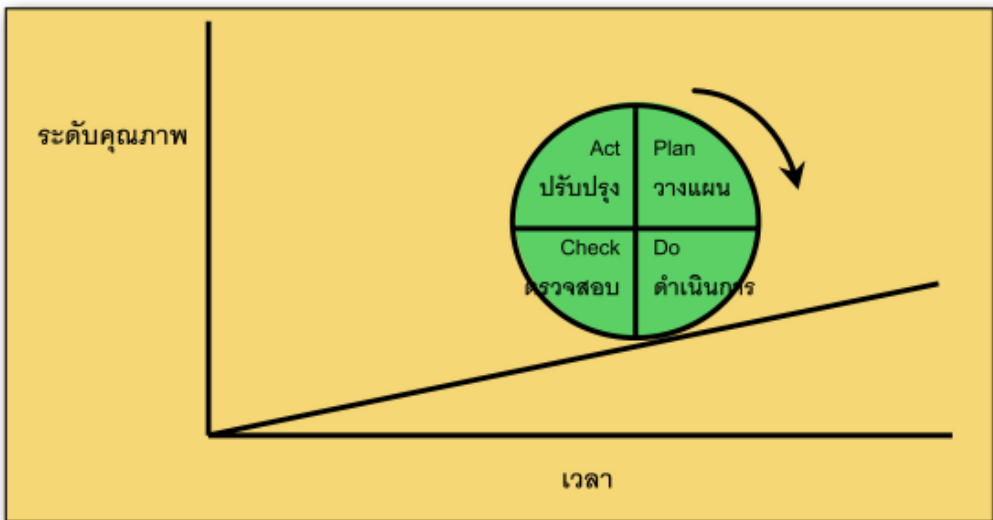 ระดับคุณภาพ
Act
ปรับปรุง
Plan
วางแผน
Check
ตรวจสอบ
Do
ดำเนินการ
เวลา